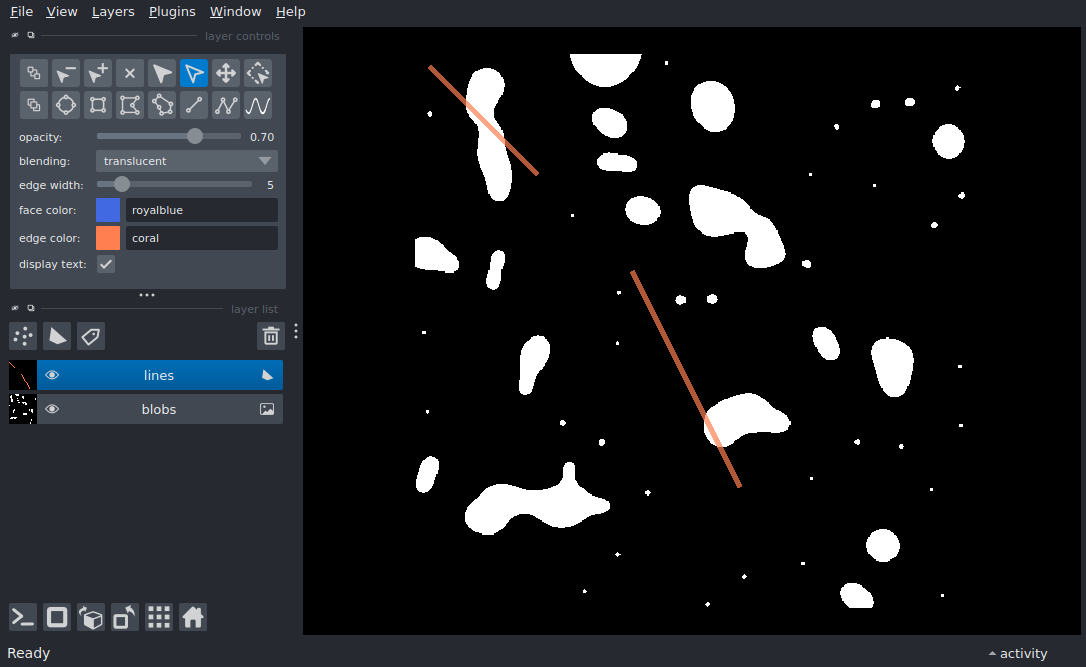 File View Layers Plugins Window Help
layer controls
opacity: 0.70
blending: translucent
edge width: 5
face color: royalblue
edge color: coral
display text:
layer list
lines
blobs
Ready
activity